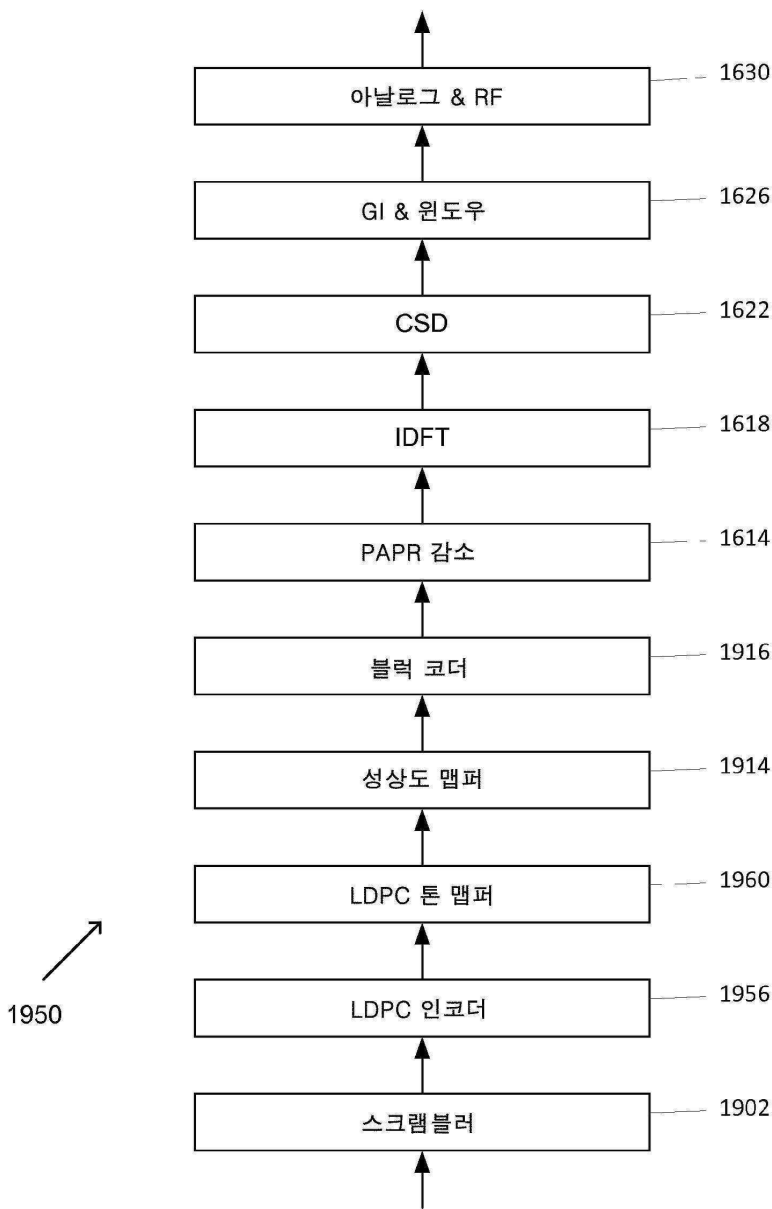 아날로그 & RF
1630
GI & 윈도우
1626
CSD
1622
IDFT
1618
PAPR 감소
1614
블럭 코더
1916
성상도 맵퍼
1914
LDPC 톤 맵퍼
1960
LDPC 인코더
1956
1950
스크램블러
1902